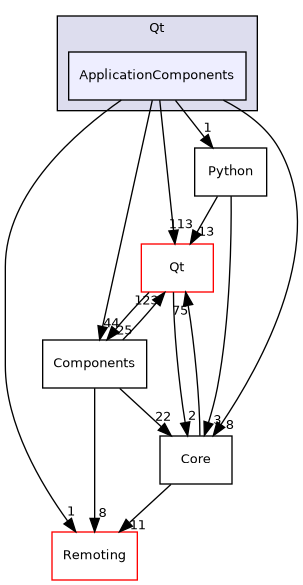 Qt
ApplicationComponents
1
Python
113
13
Qt
123
75
44
25
Components
22
2
3
8
Core
1
8
11
Remoting